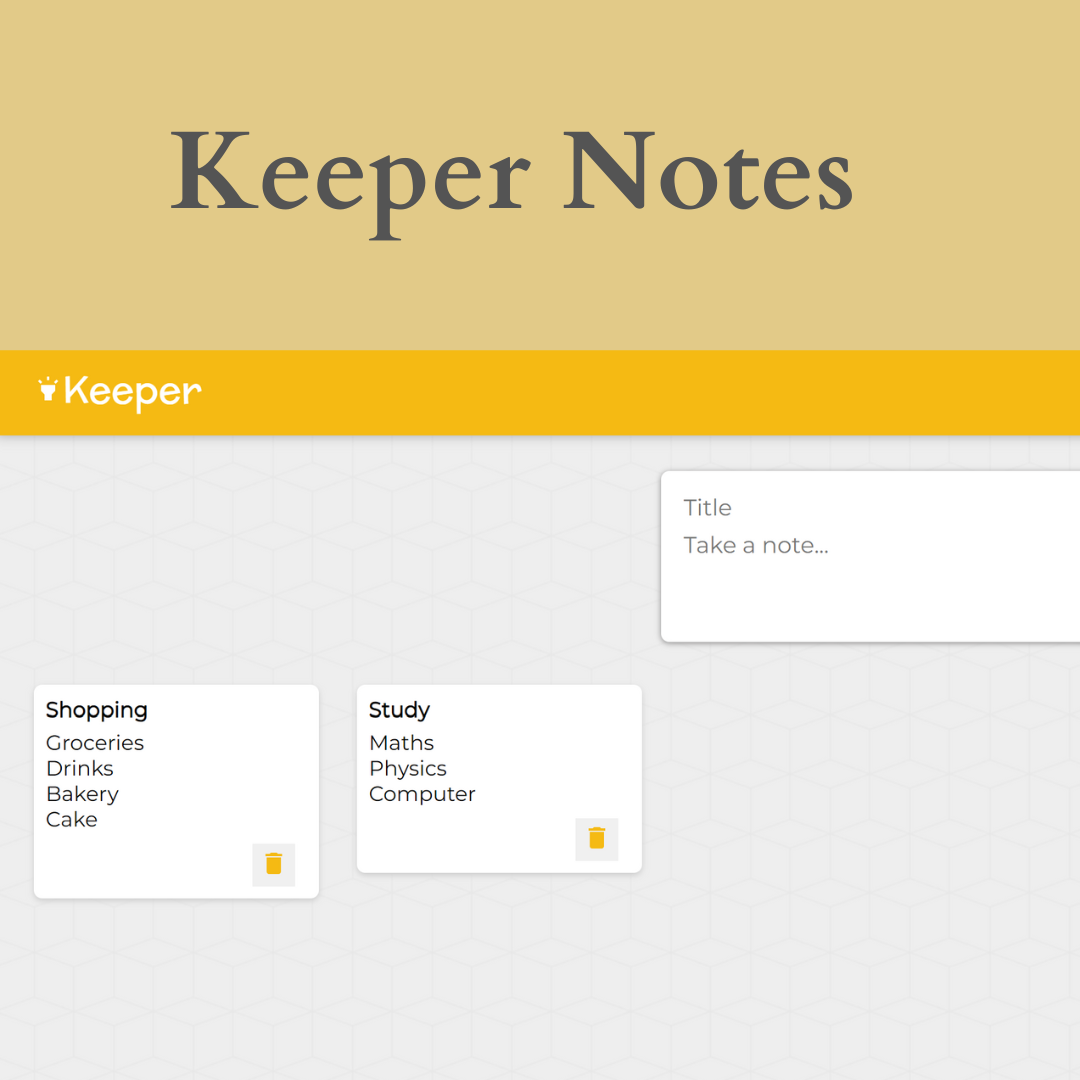 Keeper Notes
Keeper
Title
Take a note...
Shopping
Groceries
Drinks
Bakery
Cake
Study
Maths
Physics
Computer